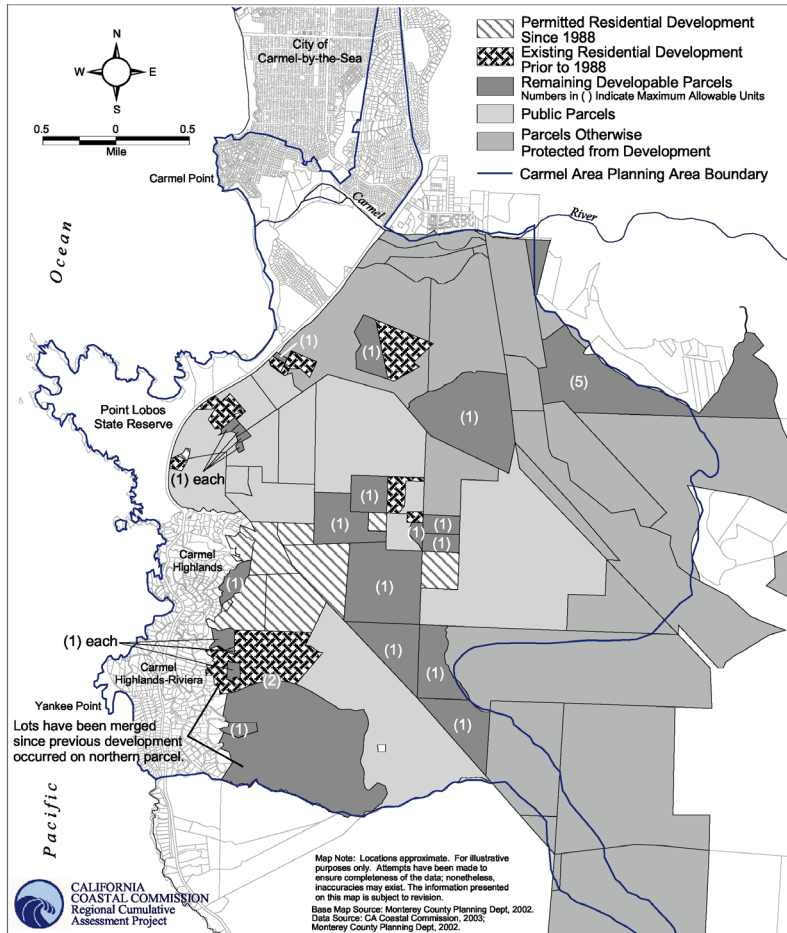 N
W
E
S
0.5
0
0.5
Mile
City of
Carmel-by-the-Sea
Permitted Residential Development
Since 1988
Existing Residential Development
Prior to 1988
Remaining Developable Parcels
Numbers in ( ) Indicate Maximum Allowable Units
Public Parcels
Parcels Otherwise
Protected from Development
Carmel Area Planning Area Boundary
Carmel Point
Carmel
River
Ocean
(1)
(1)
(5)
(1)
Point Lobos
State Reserve
(1) each
(1)
(1)
(1)
(1)
(1)
Carmel
Highlands
(1)
(1)
(1) each
(1)
(1)
Carmel
Highlands-Riviera
(2)
Yankee Point
Lots have been merged
since previous development
occurred on northern parcel.
(1)
(1)
Pacific
Map Note: Locations approximate. For illustrative
purposes only. Attempts have been made to
ensure completeness of the data; nonetheless,
inaccuracies may exist. The information presented
on this map is subject to revision.
Base Map Source: Monterey County Planning Dept, 2002.
Data Source: CA Coastal Commission, 2003;
Monterey County Planning Dept, 2002.
CALIFORNIA
COASTAL COMMISSION
Regional Cumulative
Assessment Project